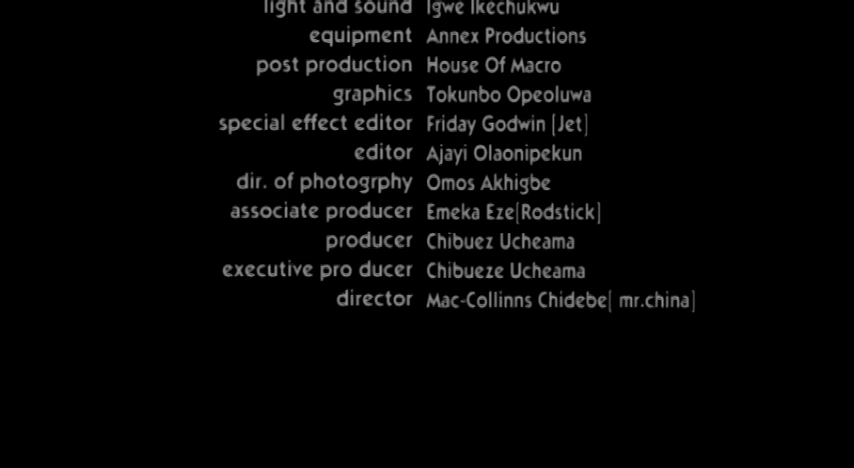 light and sound Igwe Ikechukwu
equipment Annex Productions
post production House Of Macro
graphics Tokunbo Opeoluwa
special effect editor Friday Godwin [Jet]
editor Ajayi Olaonipekun
dir. of photogrphy Omos Akhigbe
associate producer Emeka Eze[Rodstick]
producer Chibuez Ucheama
executive pro ducer Chibueze Ucheama
director Mac-Collinns Chidebe[ mr.china]